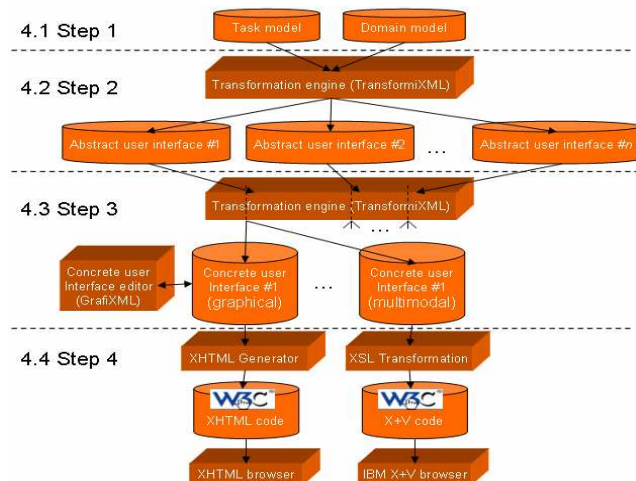 4.1 Step 1
Task model
Domain model
4.2 Step 2
Transformation engine (TransformiXML)
Abstract user interface #1
Abstract user interface #2
...
Abstract user interface #n
4.3 Step 3
Transformation engine (TransformiXML)
...
Concrete user
Interface editor
(GrafiXML)
Concrete user
Interface #1
(graphical)
...
Concrete user
Interface #1
(multimodal)
4.4 Step 4
XHTML Generator
XSL Transformation
W3C
XHTML code
W3C
X+V code
XHTML browser
IBM X+V browser